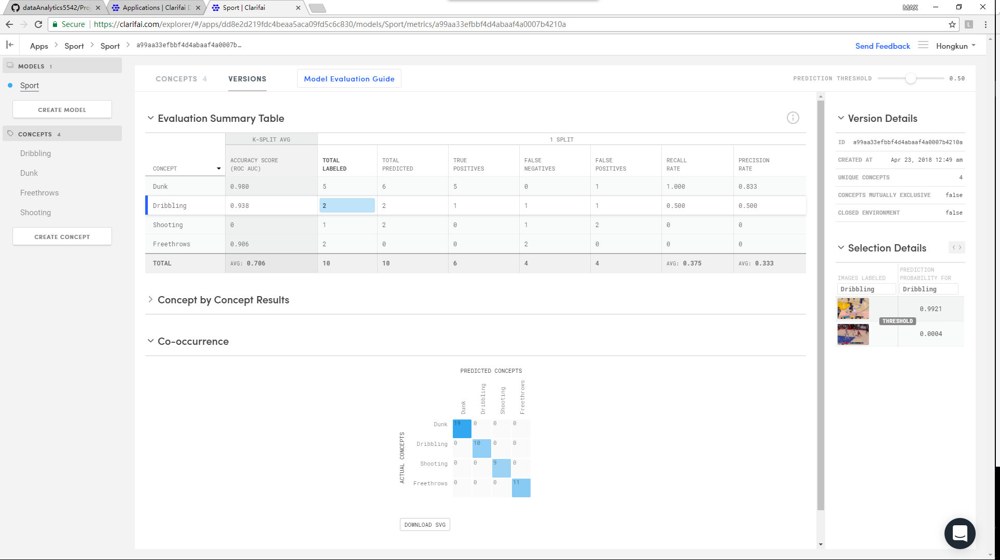 dataAnalytics5542/Proj
Applications | Clarifai D
Sport | Clarifai
MAX
Secure
https://clarifai.com/explorer/#/apps/dd8e2d219fdc4beaa5aca09fd5c6c830/models/Sport/metrics/a99aa33efbbf4d4abaaf4a0007b4210a
L
Apps
Sport
Sport
a99aa33efbbf4d4abaaf4a0007b…
Send Feedback
Hongkun
MODELS 1
Sport
CREATE MODEL
CONCEPTS 4
Dribbling
Dunk
Freethrows
Shooting
CREATE CONCEPT
CONCEPTS 4
VERSIONS
Model Evaluation Guide
PREDICTION THRESHOLD 0.50
Evaluation Summary Table
K-SPLIT AVG 1 SPLIT
CONCEPT ACCURACY SCORE (ROC AUC) TOTAL LABELED TOTAL PREDICTED TRUE POSITIVES FALSE NEGATIVES FALSE POSITIVES RECALL RATE PRECISION RATE
Dunk 0.980 5 6 5 0 1 1.000 0.833
Dribbling 0.938 2 2 1 1 1 0.500 0.500
Shooting 0 1 2 0 1 2 0 0
Freethrows 0.906 2 0 0 2 0 0 0
TOTAL AVG: 0.706 10 10 6 4 4 AVG: 0.375 AVG: 0.333
Concept by Concept Results
Co-occurrence
PREDICTED CONCEPTS
Dunk Dribbling Shooting Freethrows
ACTUAL CONCEPTS
Dunk 19 0 0 0
Dribbling 0 10 0 0
Shooting 0 0 9 0
Freethrows 0 0 0 11
DOWNLOAD SVG
Version Details
ID a99aa33efbbf4d4abaaf4a0007b4210a
CREATED AT Apr 23, 2018 12:49 am
UNIQUE CONCEPTS 4
CONCEPTS MUTUALLY EXCLUSIVE false
CLOSED ENVIRONMENT false
Selection Details
IMAGES LABELED
Dribbling
PREDICTION
PROBABILITY FOR
Dribbling
0.9921
THRESHOLD
0.0004